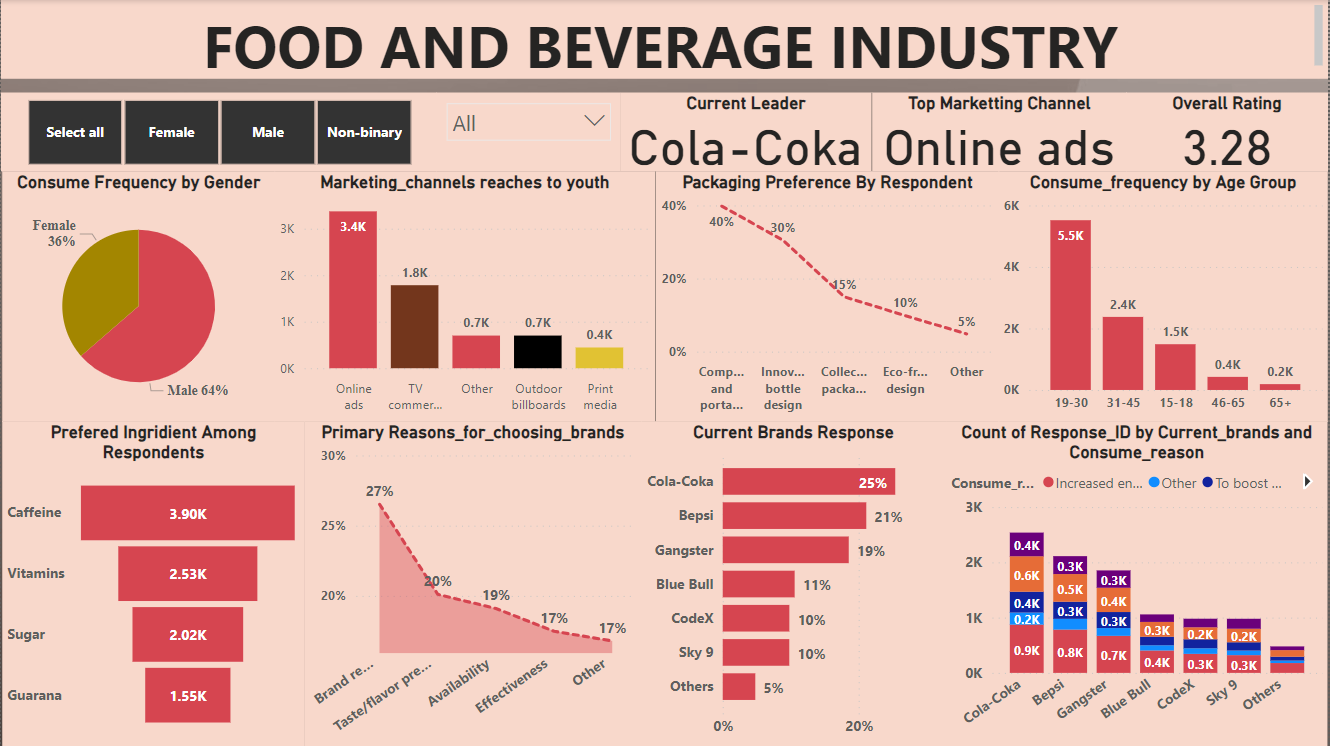 FOOD AND BEVERAGE INDUSTRY
Select all
Female
Male
Non-binary
All
Current Leader
Cola-Coka
Top Marketting Channel
Online ads
Overall Rating
3.28
Consume Frequency by Gender
Female
36%
Male 64%
Marketing_channels reaches to youth
3K
2K
1K
0K
3.4K
1.8K
0.7K
0.7K
0.4K
Online
ads
TV
commer...
Other
Outdoor
billboards
Print
media
Packaging Preference By Respondent
40%
20%
0%
40%
30%
15%
10%
5%
Comp...
and
porta...
Innov...
bottle
design
Collec...
packa...
Eco-fr...
design
Other
Consume_frequency by Age Group
6K
4K
2K
0K
5.5K
2.4K
1.5K
0.4K
0.2K
19-30
31-45
15-18
46-65
65+
Prefered Ingridient Among
Respondents
Caffeine
3.90K
Vitamins
2.53K
Sugar
2.02K
Guarana
1.55K
Primary Reasons_for_choosing_brands
30%
25%
20%
27%
20%
19%
17%
17%
Brand re...
Taste/flavor pre...
Availability
Effectiveness
Other
Current Brands Response
Cola-Coka
25%
Bepsi
21%
Gangster
19%
Blue Bull
11%
CodeX
10%
Sky 9
10%
Others
5%
0%
20%
Count of Response_ID by Current_brands and
Consume_reason
Consume_r...
Increased en...
Other
To boost ...
3K
2K
1K
0K
0.4K
0.6K
0.4K
0.2K
0.9K
0.3K
0.5K
0.3K
0.8K
0.3K
0.4K
0.3K
0.7K
0.3K
0.4K
0.2K
0.3K
0.2K
0.3K
Cola-Coka
Bepsi
Gangster
Blue Bull
CodeX
Sky 9
Others